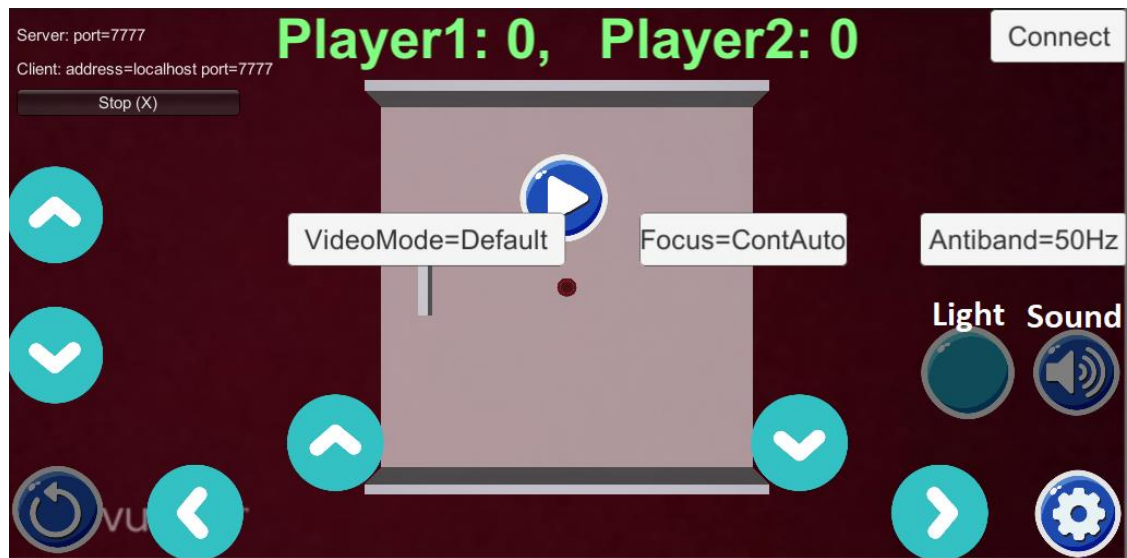 Server: port=7777
Player1: 0, Player2: 0
Connect
Client: address=localhost port=7777
Stop (X)
VideoMode=Default
Focus=ContAuto
Antiband=50Hz
Light
Sound